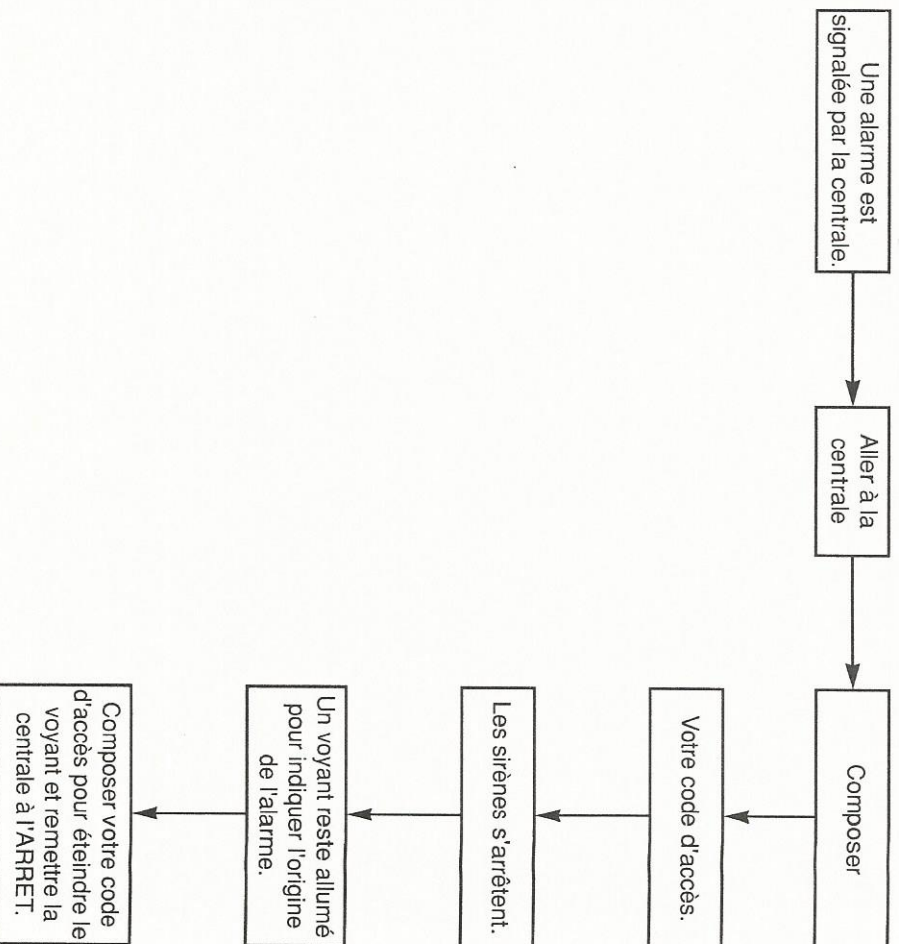 Une alarme est
signalée par la centrale.
Aller à la
centrale
Composer
Votre code d'accès.
Les sirènes s'arrêtent.
Un voyant reste allumé
pour indiquer l'origine
de l'alarme.
Composer votre code
d'accès pour éteindre le
voyant et remettre la
centrale à l'ARRET.